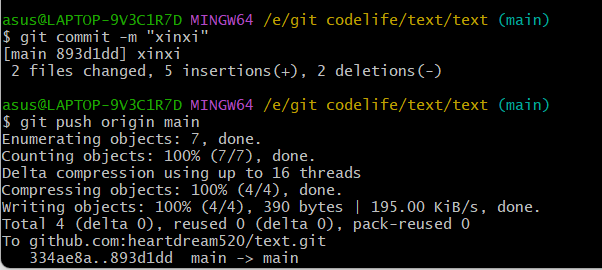 asus@LAPTOP-9V3C1R7D MINGW64 /e/git codelife/text/text (main)
$ git commit -m "xinxi"
[main 893d1dd] xinxi
 2 files changed, 5 insertions(+), 2 deletions(-)
asus@LAPTOP-9V3C1R7D MINGW64 /e/git codelife/text/text (main)
$ git push origin main
Enumerating objects: 7, done.
Counting objects: 100% (7/7), done.
Delta compression using up to 16 threads
Compressing objects: 100% (4/4), done.
Writing objects: 100% (4/4), 390 bytes | 195.00 KiB/s, done.
Total 4 (delta 0), reused 0 (delta 0), pack-reused 0
To github.com:heartdream520/text.git
   334ae8a..893d1dd  main -> main